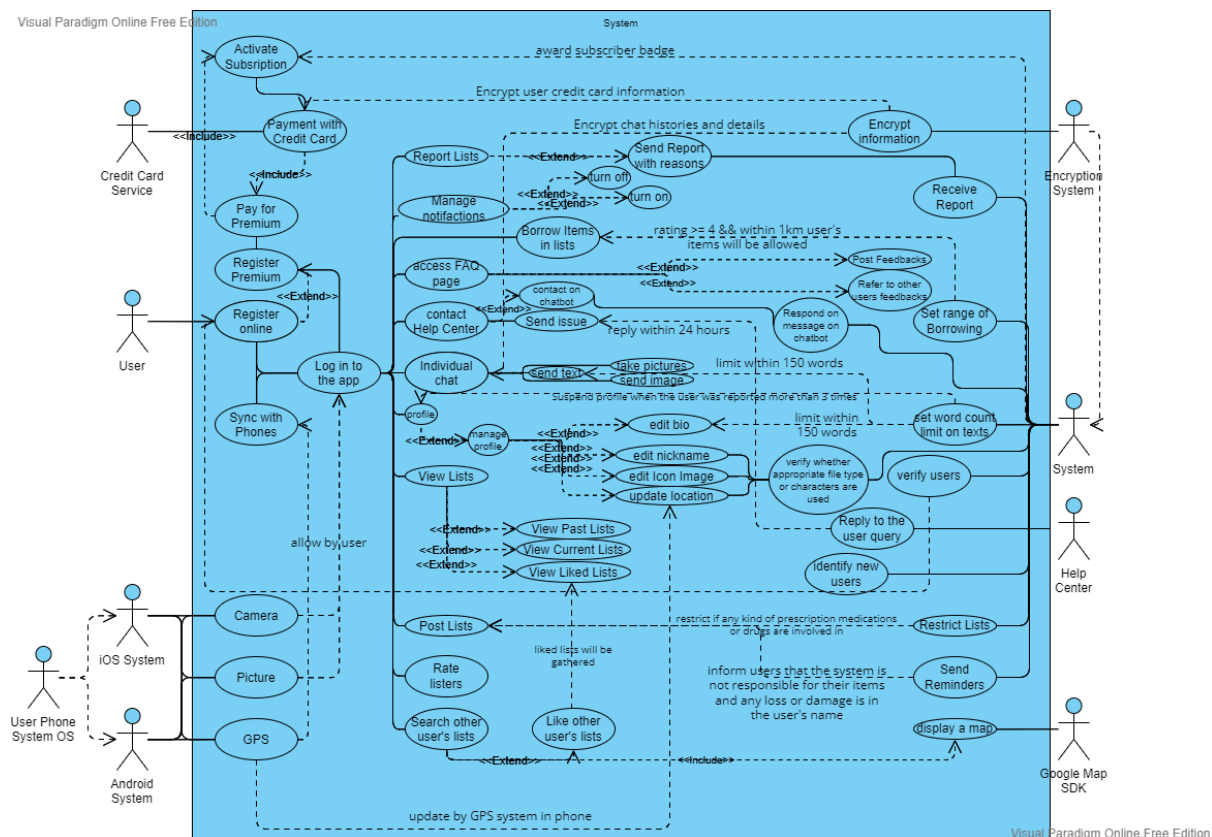 Visual Paradigm Online Free Edition
System
Activate
Subsription
award subscriber badge
Encrypt user credit card information
Payment with
Credit Card
<<Include>>
Credit Card
Service
Encrypt chat histories and details
Encrypt
information
Encryption
System
Report Lists
<<Extend>>
Send Report
with reasons
<<Include>>
turn off
Receive
Report
Pay for
Premium
Manage
notifactions
<<Extend>>
<<Extend>>
turn on
Borrow Items
in lists
rating >= 4 && within 1km user's
items will be allowed
Register
Premium
access FAQ
page
<<Extend>>
<<Extend>>
Post Feedbacks
Refer to other
users feedbacks
<<Extend>>
contact on
chatbot
User
Register
online
contact
Help Center
<<Extend>>
Send issue
reply within 24 hours
Respond on
message on
chatbot
Set range of
Borrowing
Log in to
the app
Individual
chat
send text
take pictures
send image
limit within 150 words
Suspend profile when the user was reported more than 3 times
Sync with
Phones
profile
<<Extend>>
manage
profile
<<Extend>>
<<Extend>>
<<Extend>>
<<Extend>>
edit bio
limit within
150 words
set word count
limit on texts
System
edit nickname
edit Icon Image
update location
verify whether
appropriate file type
or characters are
used
verify users
View Lists
<<Extend>>
View Past Lists
<<Extend>>
View Current Lists
<<Extend>>
View Liked Lists
Reply to the
user query
Help
Center
identify new
users
allow by user
iOS System
Camera
Post Lists
restrict if any kind of prescription medications
or drugs are involved in
Restrict Lists
liked lists will be
gathered
User Phone
System OS
Picture
Rate
listers
inform users that the system is
not responsible for their items
and any loss or damage is in
the user's name
Send
Reminders
Android
System
GPS
Search other
user's lists
<<Extend>>
Like other
user's lists
<<Include>>
display a map
Google Map
SDK
update by GPS system in phone
Visual Paradigm Online Free Edition